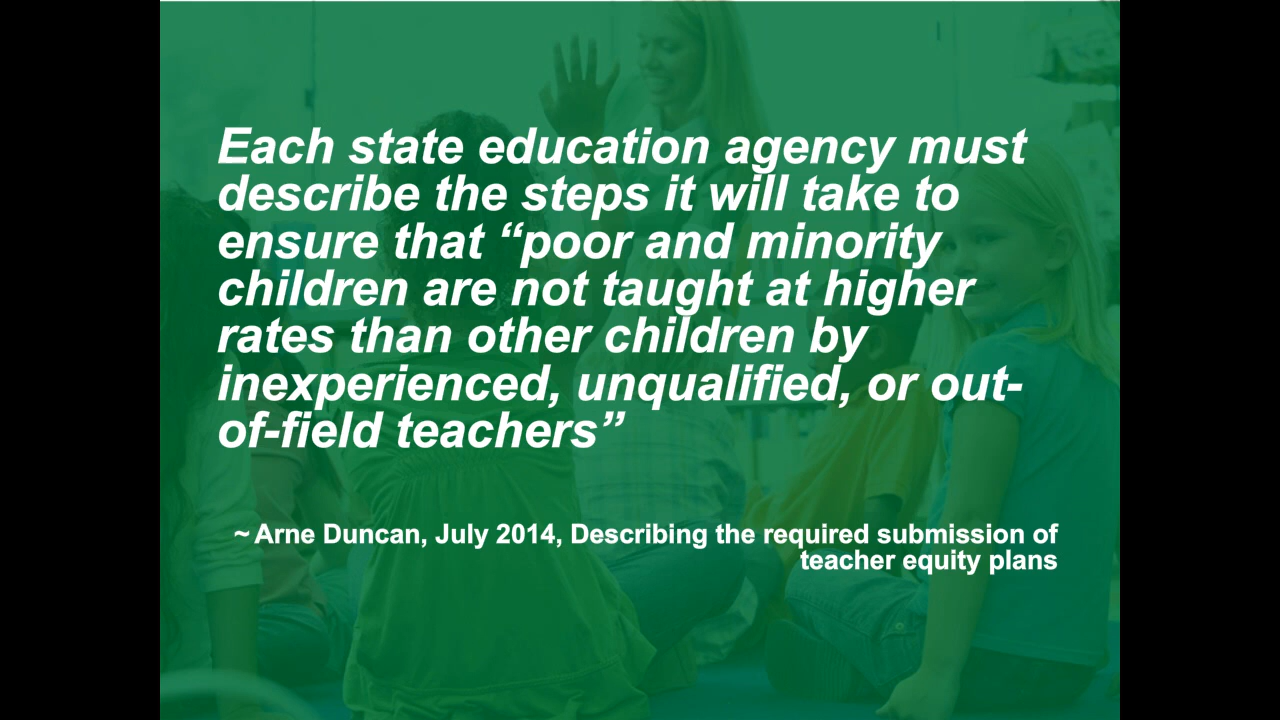 Each state education agency must
describe the steps it will take to
ensure that “poor and minority
children are not taught at higher
rates than other children by
inexperienced, unqualified, or out-
of-field teachers”
~ Arne Duncan, July 2014, Describing the required submission of
teacher equity plans